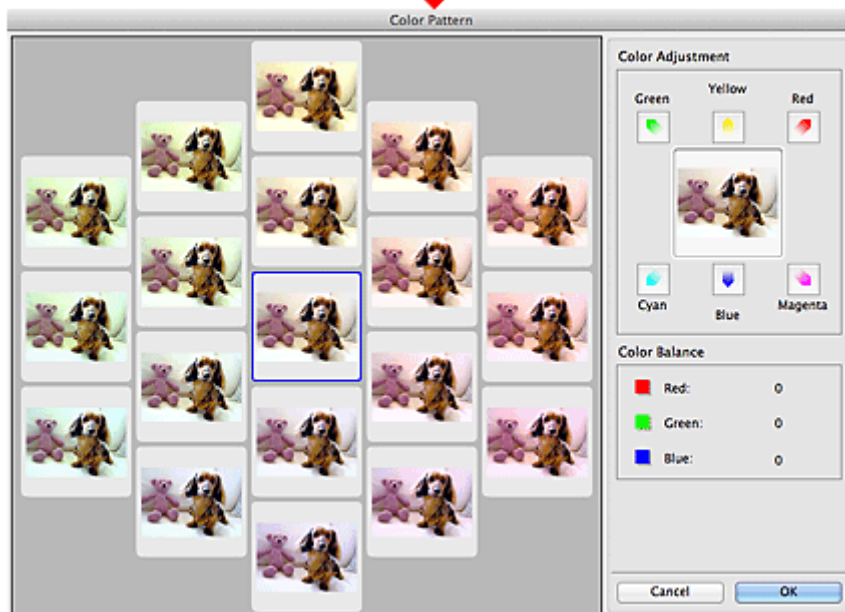 Color Pattern
Color Adjustment
Green
Yellow
Red
Cyan
Blue
Magenta
Color Balance
Red: 0
Green: 0
Blue: 0
Cancel
OK